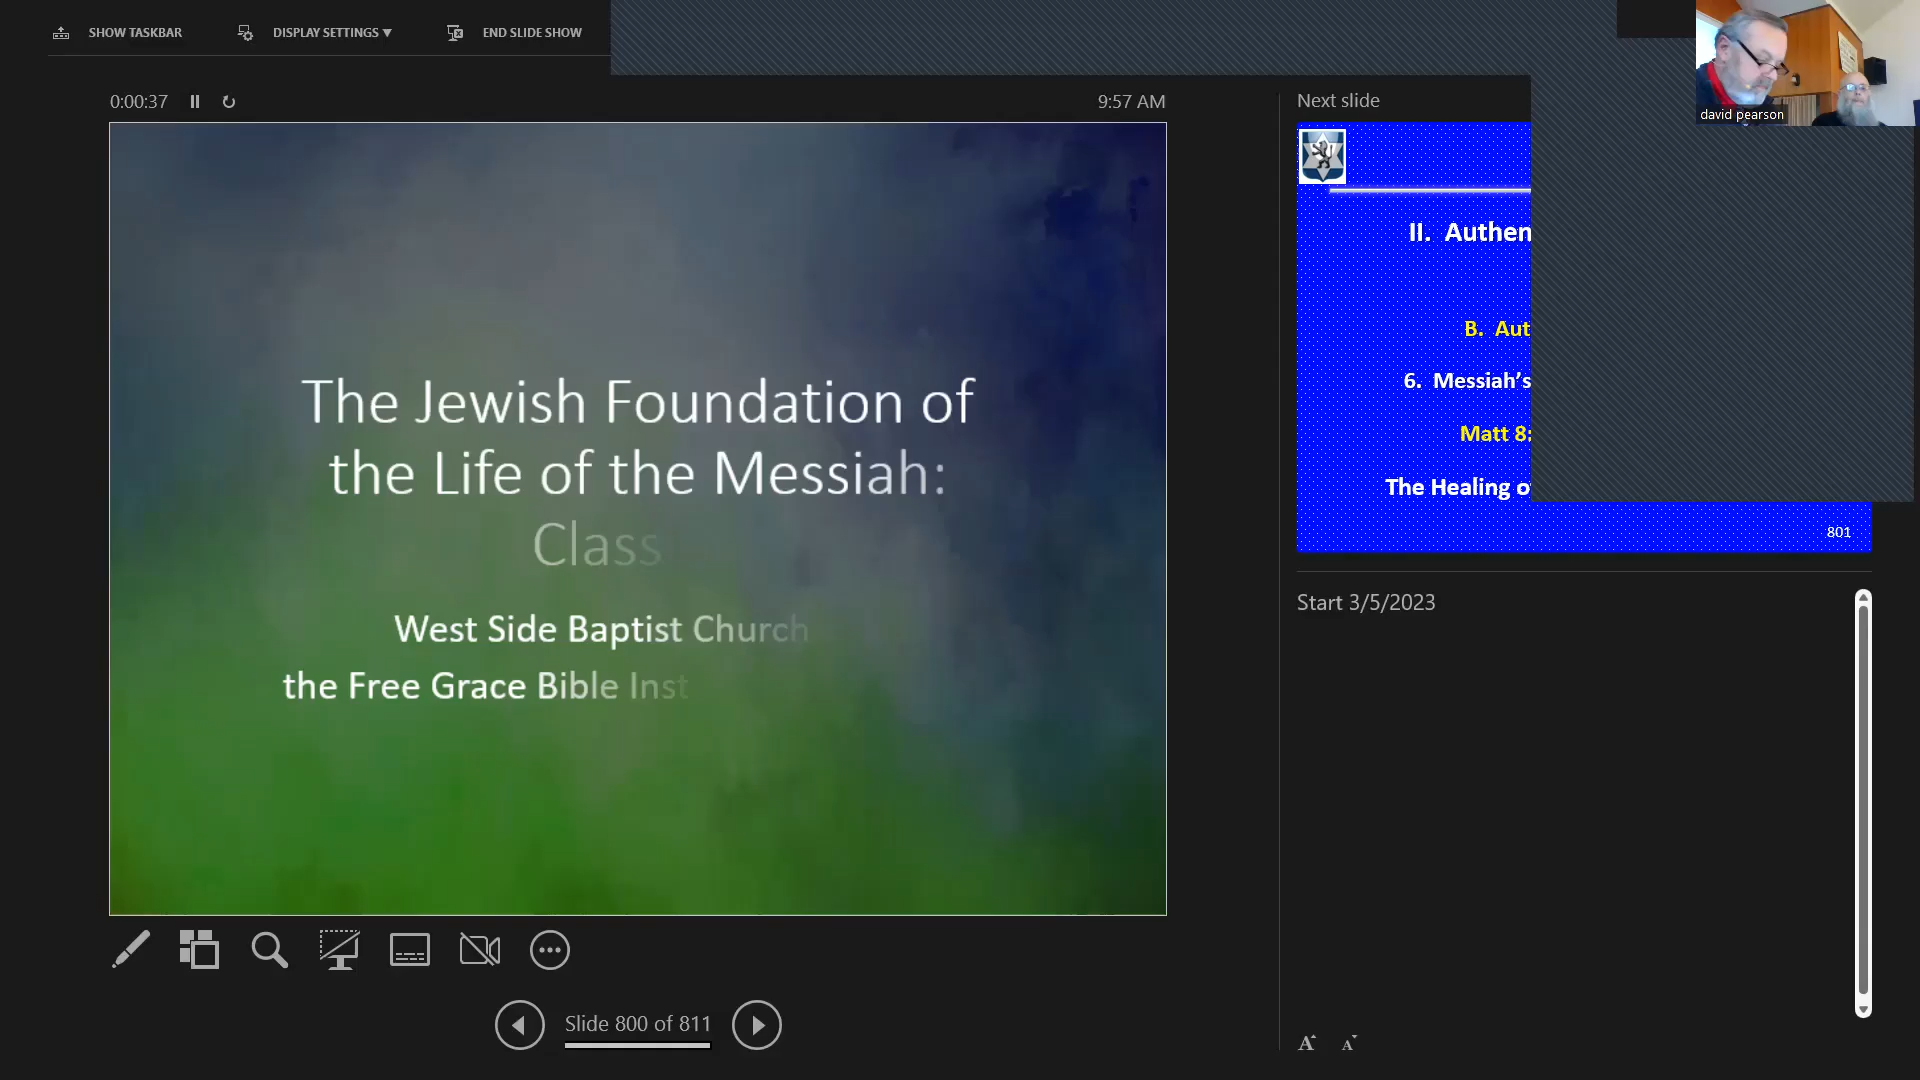 SHOW TASKBAR
DISPLAY SETTINGS ▼
END SLIDE SHOW
0:00:37
9:57 AM
The Jewish Foundation of
the Life of the Messiah:
Class
West Side Baptist Church
the Free Grace Bible Inst
Slide 800 of 811
Next slide
II. Authen
B. Aut
6. Messiah's
Matt 8:
The Healing o
801
Start 3/5/2023
A A
david pearson